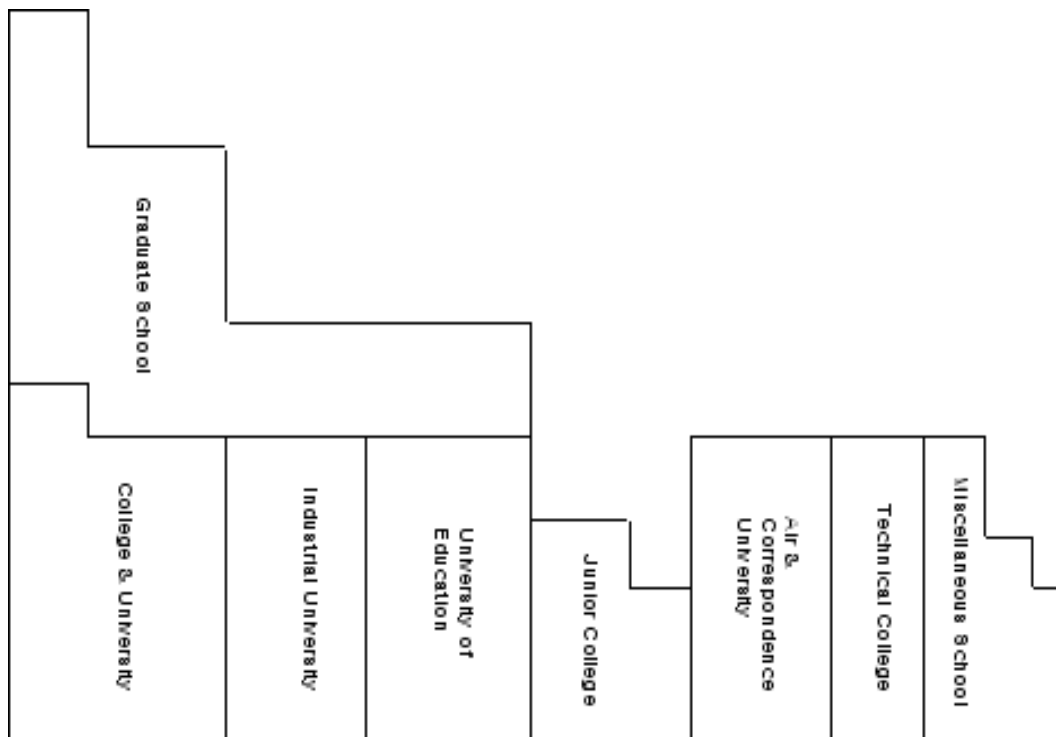 Graduate School
College & University
Industrial University
University of
Education
Junior College
Air &
Correspondence
University
Technical College
Miscellaneous School